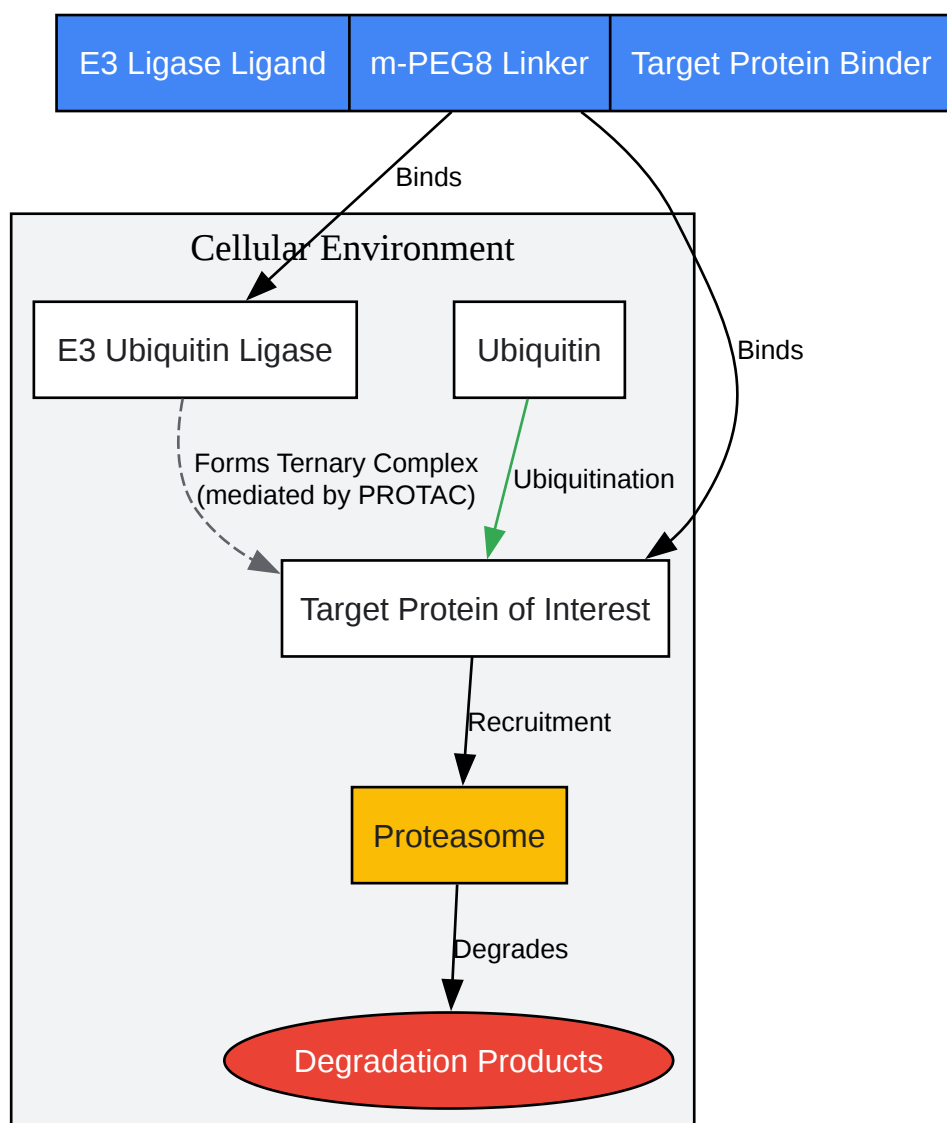 E3 Ligase Ligand
m-PEG8 Linker
Target Protein Binder
Binds
Cellular Environment
E3 Ubiquitin Ligase
Ubiquitin
Binds
Forms Ternary Complex
(mediated by PROTAC)
Ubiquitination
Target Protein of Interest
Recruitment
Proteasome
Degrades
Degradation Products